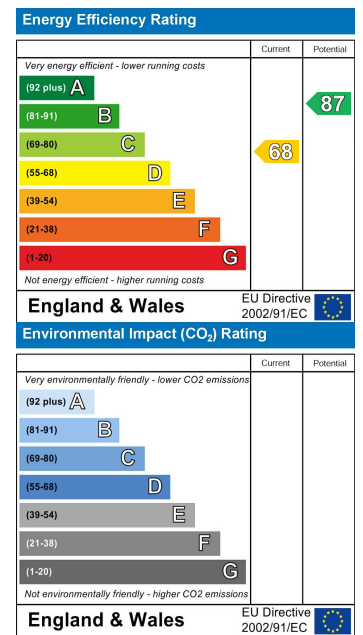 Energy Efficiency Rating
Current Potential
Very energy efficient - lower running costs
(92 plus) A
(81-91) B
87
(69-80) C
68
(55-68) D
(39-54) E
(21-38) F
(1-20) G
Not energy efficient - higher running costs
England & Wales
EU Directive
2002/91/EC
Environmental Impact (CO₂) Rating
Current Potential
Very environmentally friendly - lower CO2 emissions
(92 plus) A
(81-91) B
(69-80) C
(55-68) D
(39-54) E
(21-38) F
(1-20) G
Not environmentally friendly - higher CO2 emissions
England & Wales
EU Directive
2002/91/EC